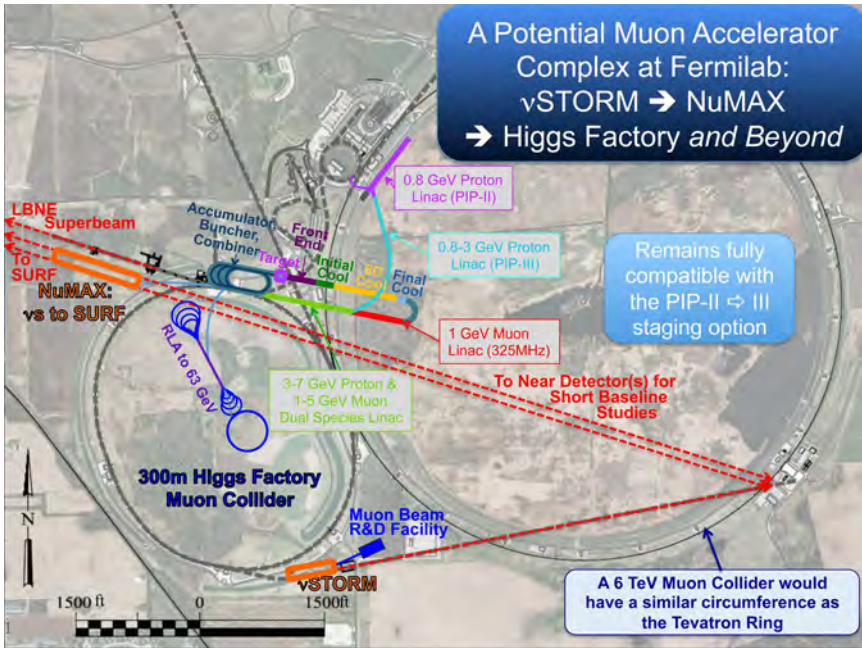 A Potential Muon Accelerator
Complex at Fermilab:
νSTORM ➔ NuMAX
➔ Higgs Factory and Beyond
0.8 GeV Proton
Linac (PIP-II)
LBNE
Superbeam
To
SURF
NuMAX:
νs to SURF
Accumulator,
Buncher,
Combiner
Target
Front
End
Initial
Cool
6D
Cool
Final
Cool
0.8-3 GeV Proton
Linac (PIP-III)
Remains fully
compatible with
the PIP-II ⇨ III
staging option
1 GeV Muon
Linac (325MHz)
RLA to 63 GeV
3-7 GeV Proton &
1-5 GeV Muon
Dual Species Linac
To Near Detector(s) for
Short Baseline
Studies
300m Higgs Factory
Muon Collider
N
Muon Beam
R&D Facility
νSTORM
1500 ft 0 1500ft
A 6 TeV Muon Collider would
have a similar circumference as
the Tevatron Ring